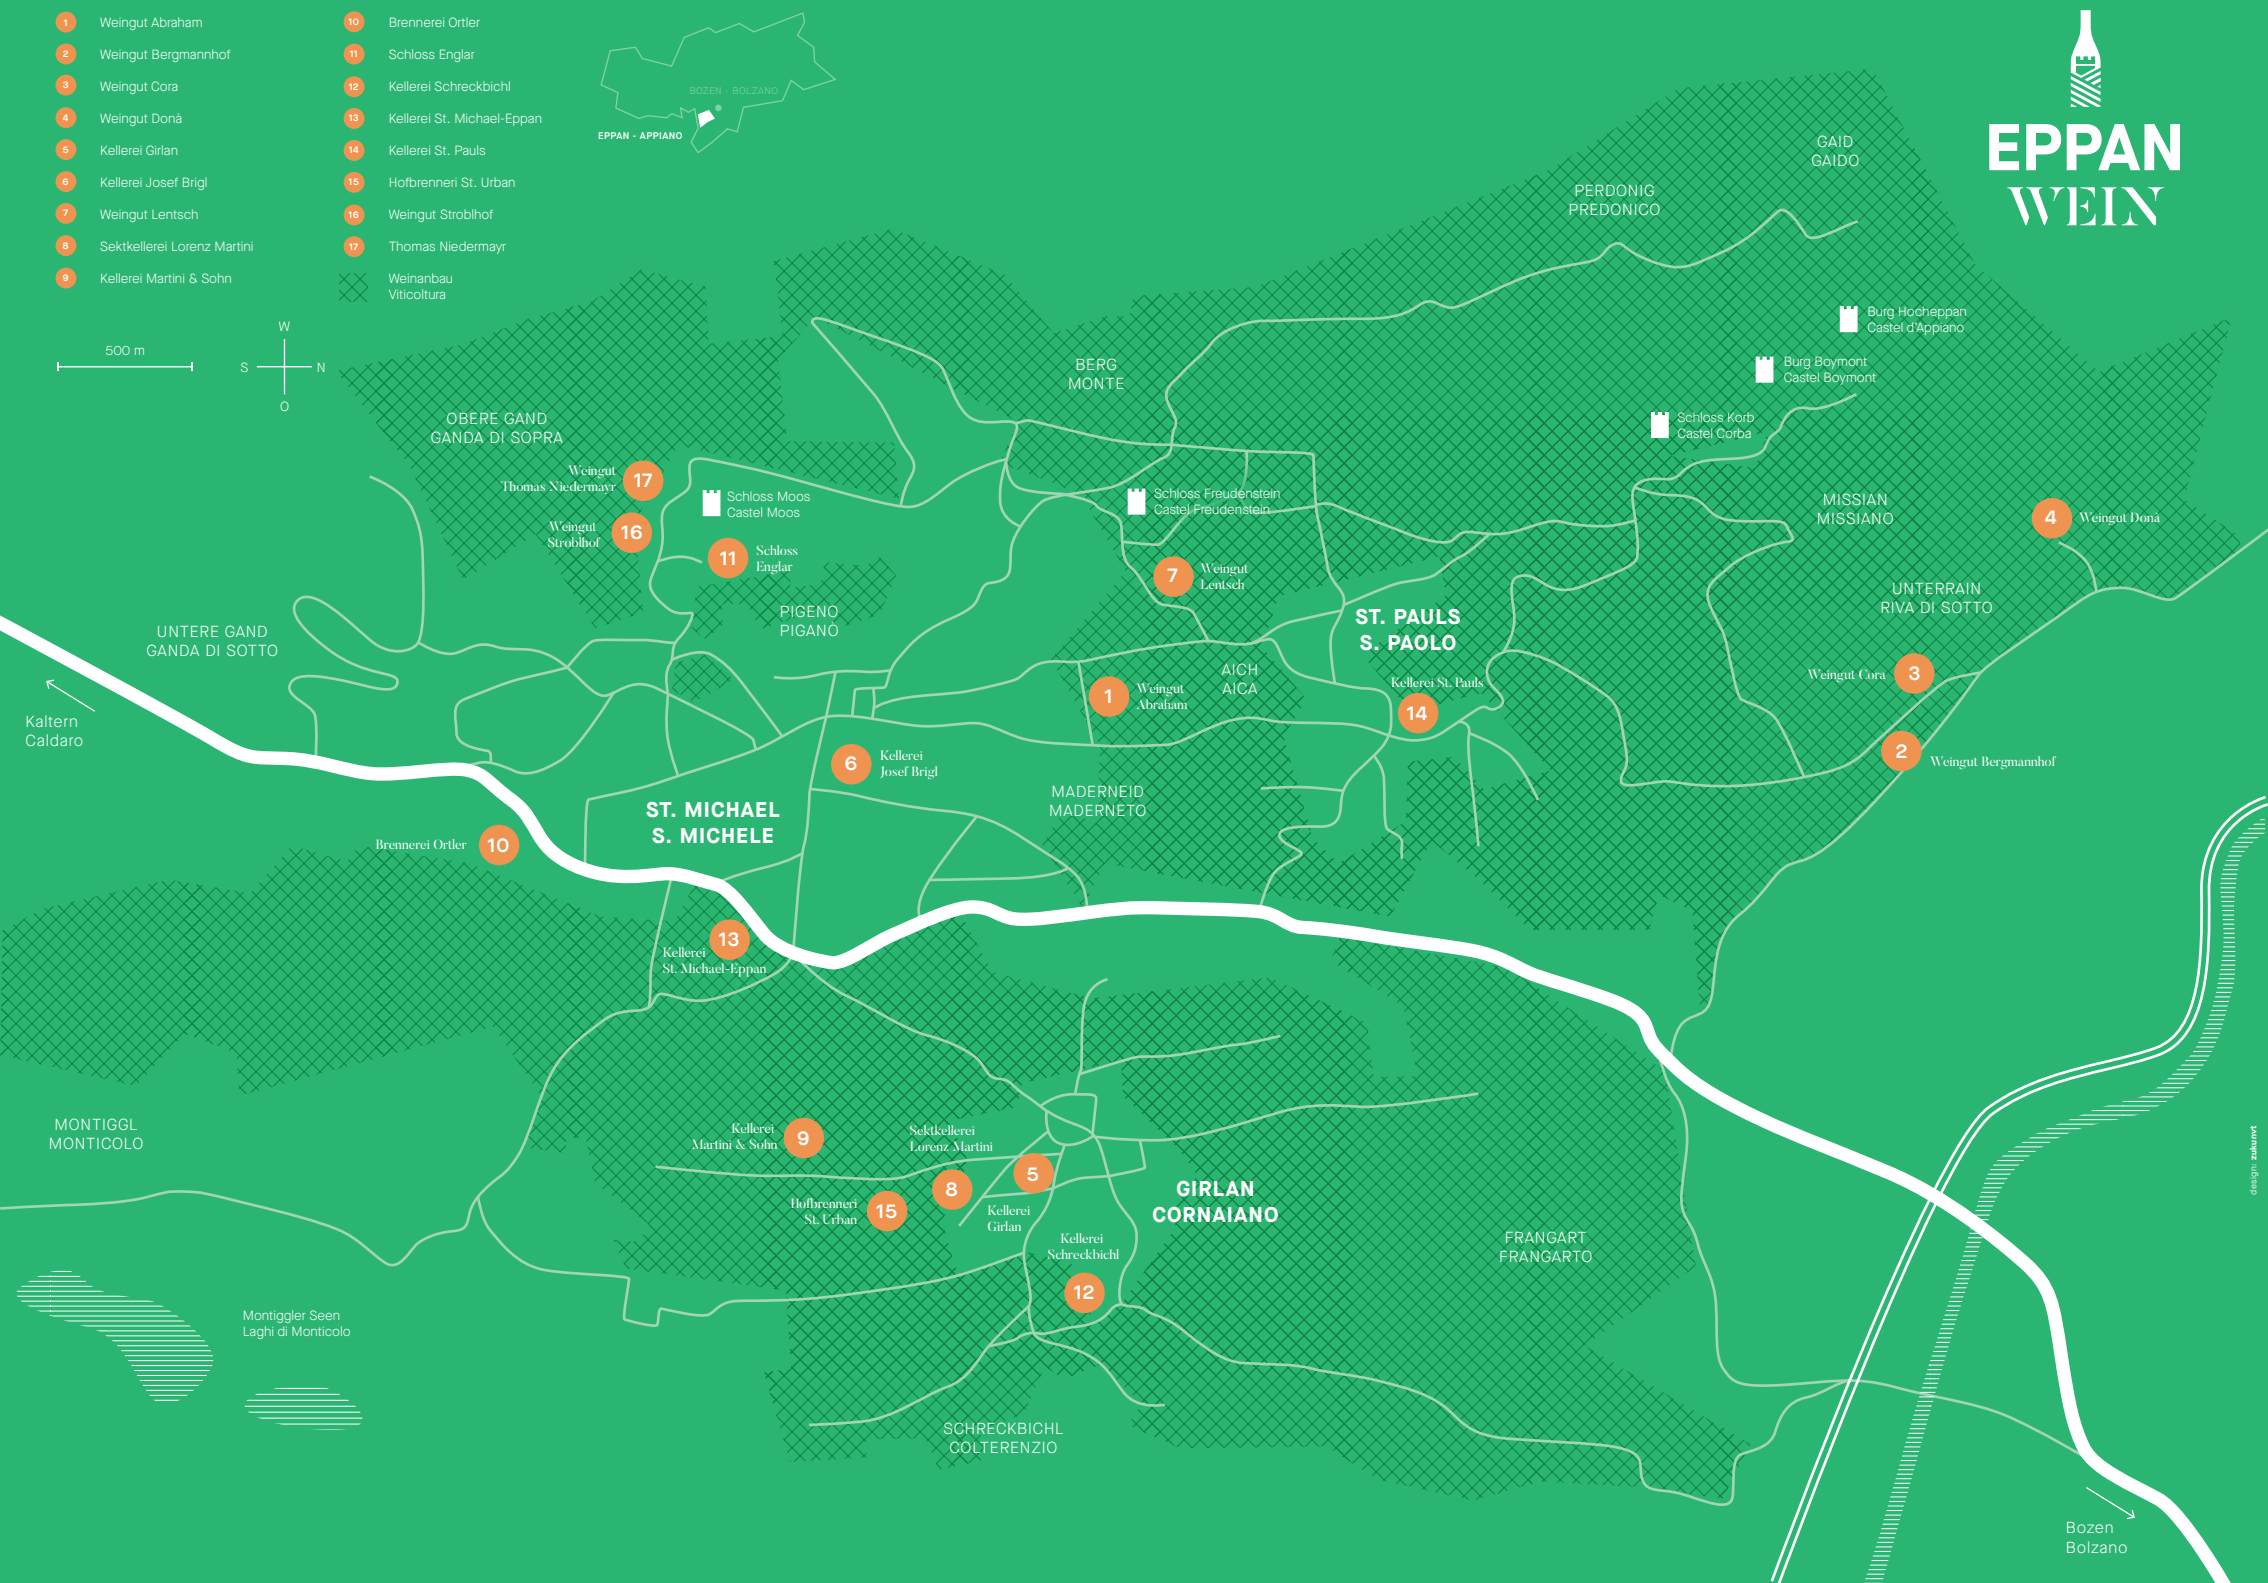 1 Weingut Abraham
2 Weingut Bergmannhof
3 Weingut Cora
4 Weingut Donà
5 Kellerei Girlan
6 Kellerei Josef Brigl
7 Weingut Lentsch
8 Sektkellerei Lorenz Martini
9 Kellerei Martini & Sohn
10 Brennerei Ortler
11 Schloss Englar
12 Kellerei Schreckbichl
13 Kellerei St. Michael-Eppan
14 Kellerei St. Pauls
15 Hofbrenneri St. Urban
16 Weingut Stroblhof
17 Thomas Niedermayr
Weinanbau
Viticoltura
BOZEN - BOLZANO
EPPAN - APPIANO
EPPAN
WEIN
500 m
W
S N
O
GAID
GAIDO
PERDONIG
PREDONICO
Burg Hocheppan
Castel d'Appiano
Burg Boymont
Castel Boymont
Schloss Korb
Castel Corba
BERG
MONTE
OBERE GAND
GANDA DI SOPRA
Weingut
Thomas Niedermayr
17
Weingut
Stroblhof
16
Schloss Moos
Castel Moos
11
Schloss
Englar
Schloss Freudenstein
Castel Freudenstein
7
Weingut
Lentsch
MISSIAN
MISSIANO
4
Weingut Donà
UNTERRAIN
RIVA DI SOTTO
PIGENO
PIGANÒ
ST. PAULS
S. PAOLO
UNTERE GAND
GANDA DI SOTTO
AICH
AICA
1
Weingut
Abraham
Kellerei St. Pauls
14
Weingut Cora
3
2
Weingut Bergmannhof
Kaltern
Caldaro
6
Kellerei
Josef Brigl
MADERNEID
MADERNETO
ST. MICHAEL
S. MICHELE
Brennerei Ortler
10
13
Kellerei
St. Michael-Eppan
MONTIGGL
MONTICOLO
Kellerei
Martini & Sohn
9
Sektkellerei
Lorenz Martini
8
5
Kellerei
Girlan
Hofbrenneri
St. Urban
15
GIRLAN
CORNAIANO
Kellerei
Schreckbichl
12
FRANGART
FRANGARTO
Montiggler Seen
Laghi di Monticolo
SCHRECKBICHL
COLTERENZIO
Bozen
Bolzano
design: zukunvt